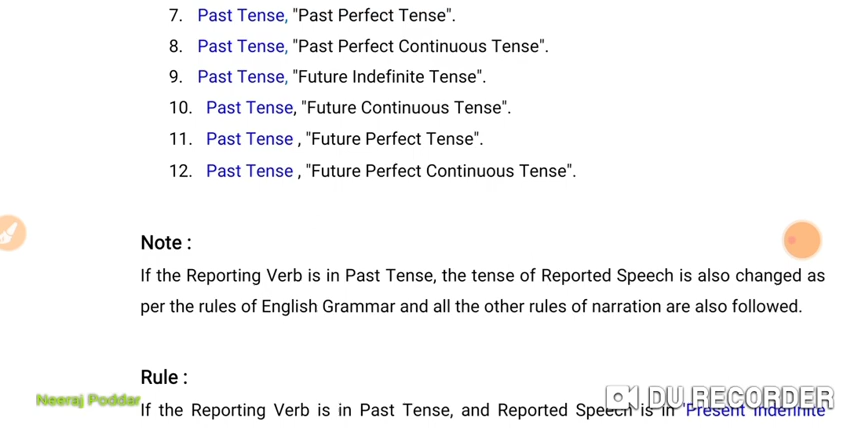 7. Past Tense, "Past Perfect Tense".
8. Past Tense, "Past Perfect Continuous Tense".
9. Past Tense, "Future Indefinite Tense".
10. Past Tense, "Future Continuous Tense".
11. Past Tense , "Future Perfect Tense".
12. Past Tense , "Future Perfect Continuous Tense".
Note :
If the Reporting Verb is in Past Tense, the tense of Reported Speech is also changed as
per the rules of English Grammar and all the other rules of narration are also followed.
Rule :
Neeraj Poddar
DU RECORDER
If the Reporting Verb is in Past Tense, and Reported Speech is in "Present Indefinite